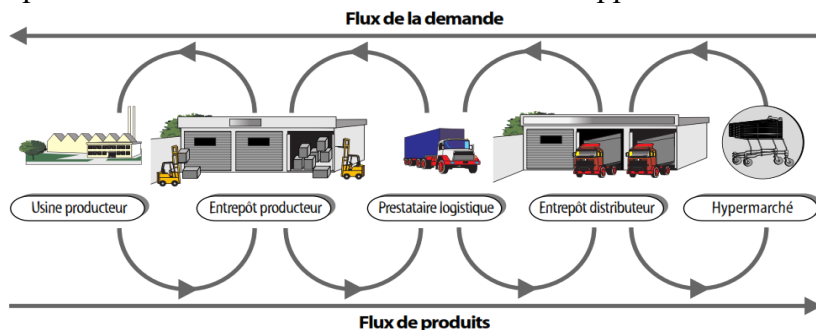 Flux de la demande
Usine producteur
Entrepôt producteur
Prestataire logistique
Entrepôt distributeur
Hypermarché
Flux de produits